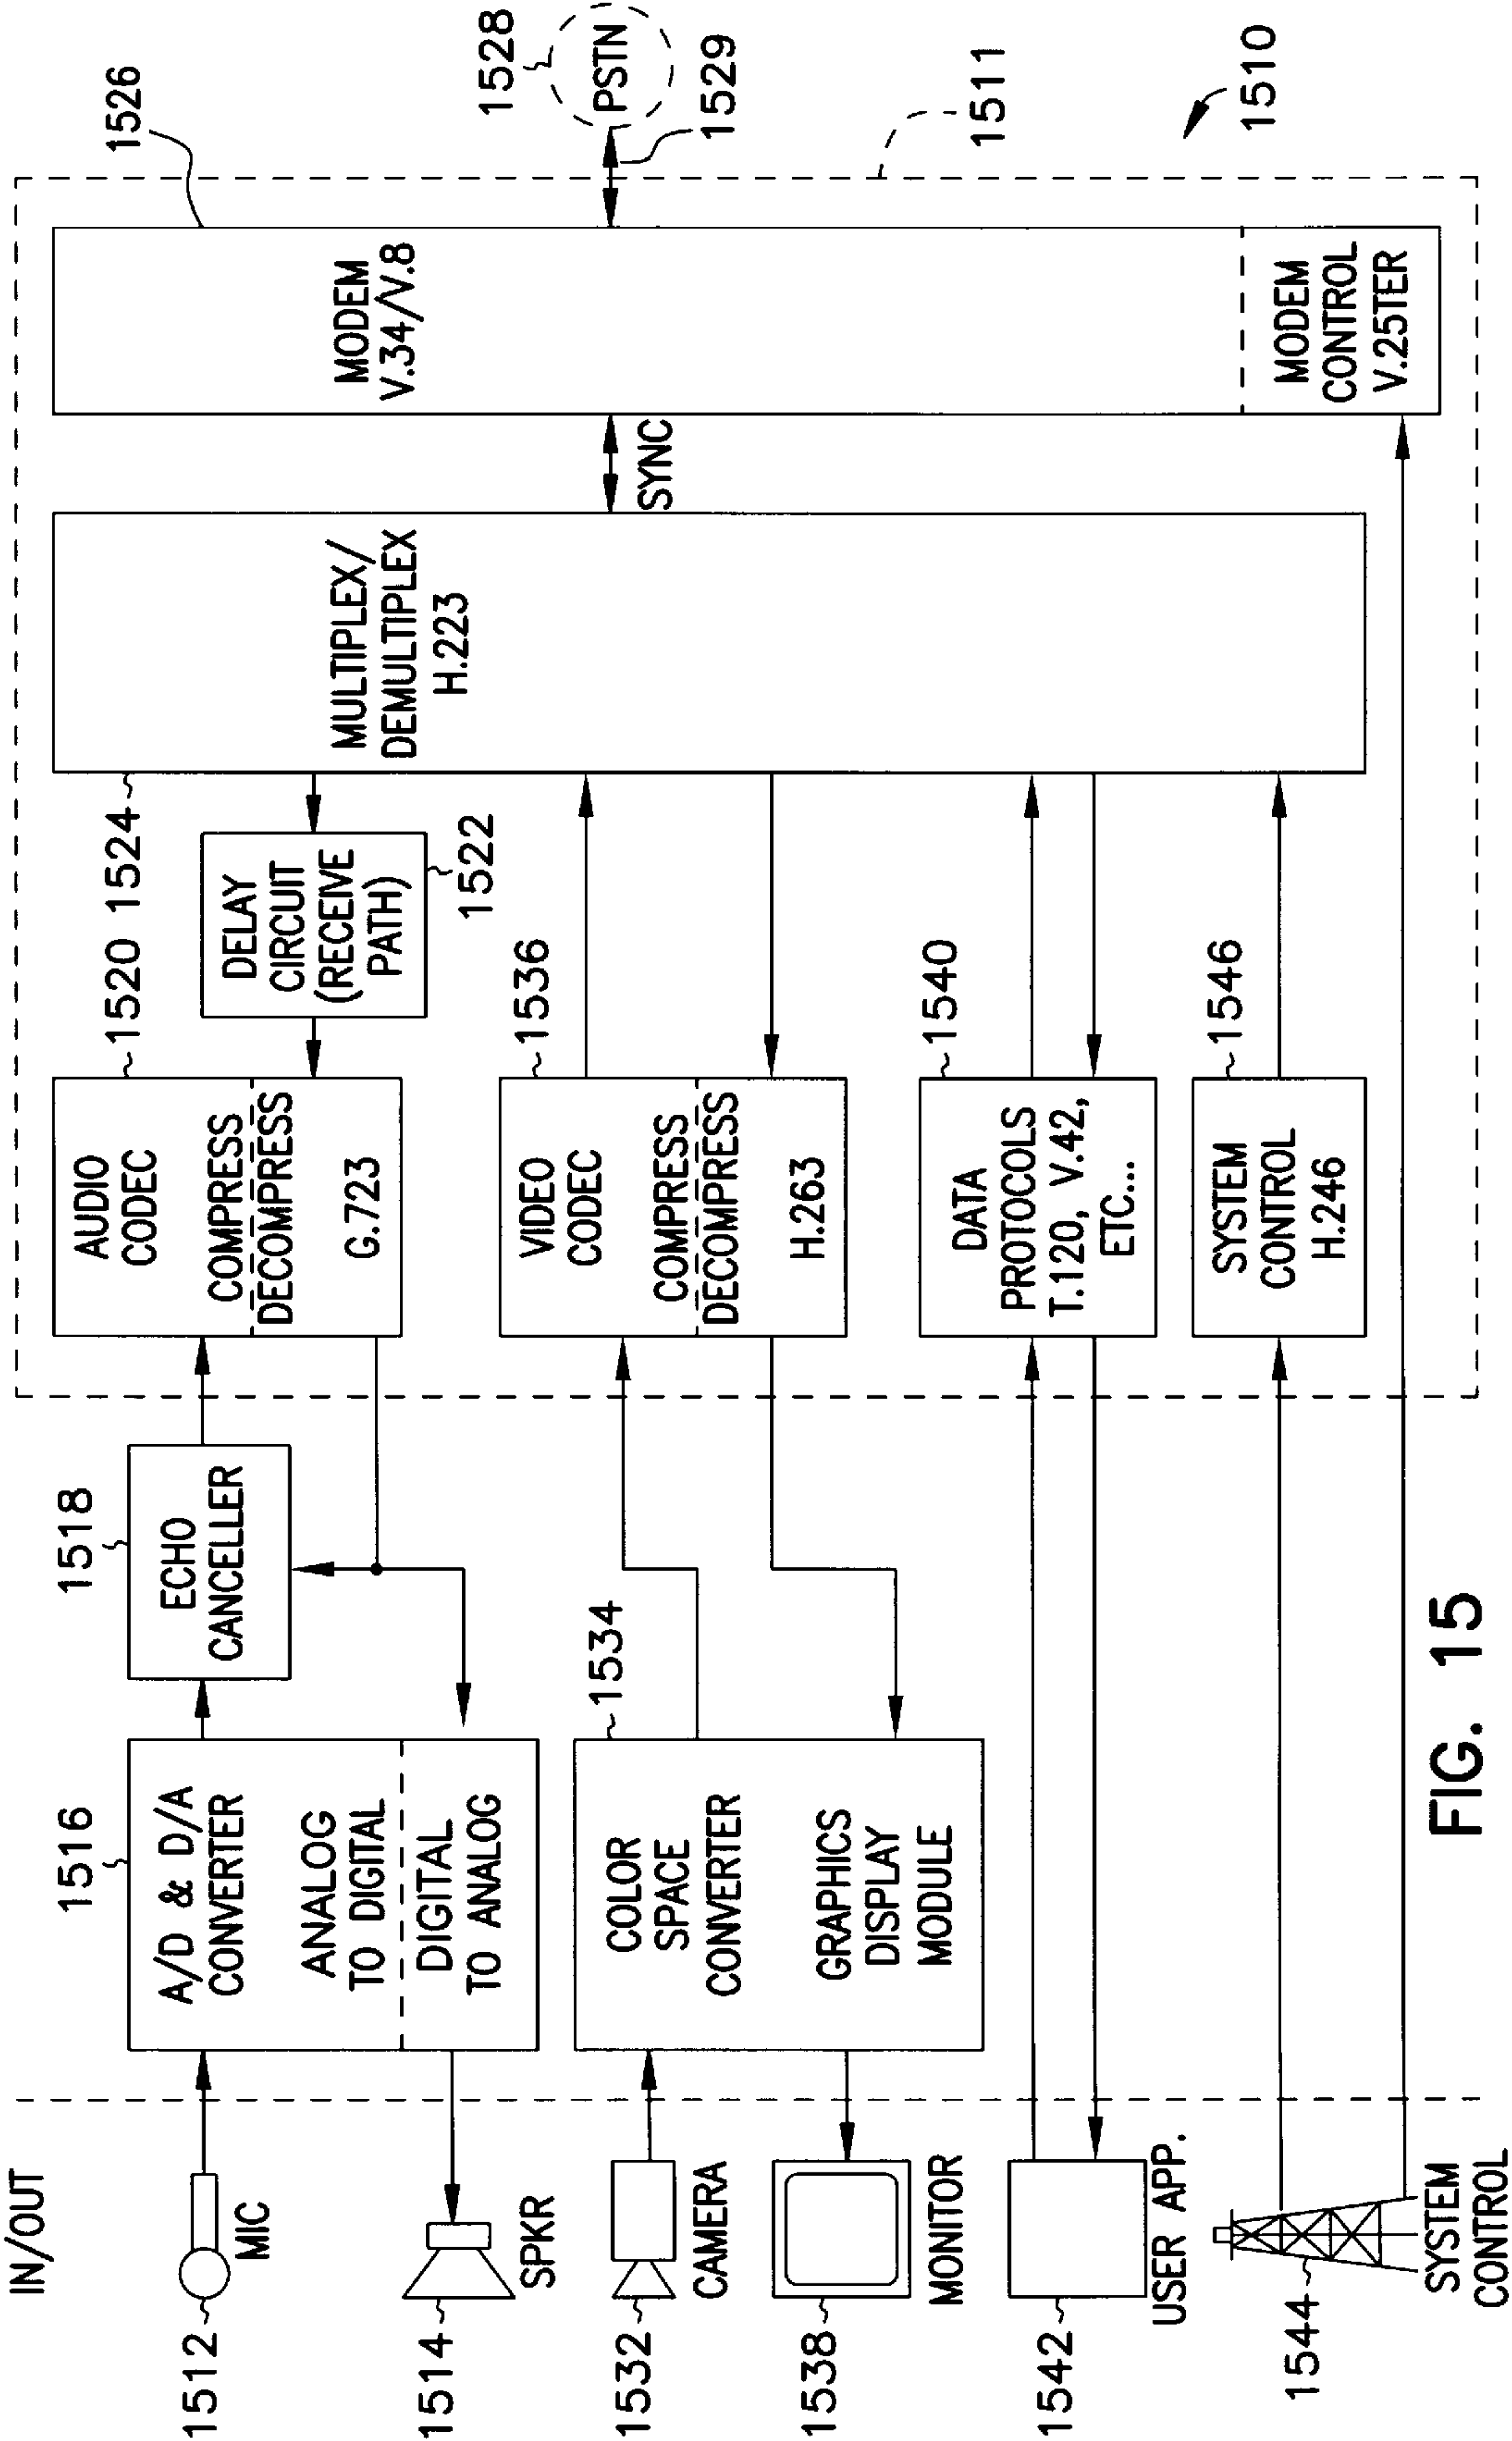 IN/OUT
1512
MIC
1514
SPKR
1532
CAMERA
1538
MONITOR
1542
USER APP.
1544
SYSTEM
CONTROL
1516
A/D & D/A
CONVERTER
ANALOG
TO DIGITAL
DIGITAL
TO ANALOG
1518
ECHO
CANCELLER
1534
COLOR
SPACE
CONVERTER
GRAPHICS
DISPLAY
MODULE
1520
AUDIO
CODEC
COMPRESS
DECOMPRESS
G.723
1522
DELAY
CIRCUIT
(RECEIVE
PATH)
1536
VIDEO
CODEC
COMPRESS
DECOMPRESS
H.263
1540
DATA
PROTOCOLS
T.120, V.42,
ETC...
1546
SYSTEM
CONTROL
H.246
1524
MULTIPLEX/
DEMULTIPLEX
H.223
SYNC
1526
MODEM
V.34/V.8
MODEM
CONTROL
V.25TER
1528
PSTN
1529
1511
1510
FIG. 15